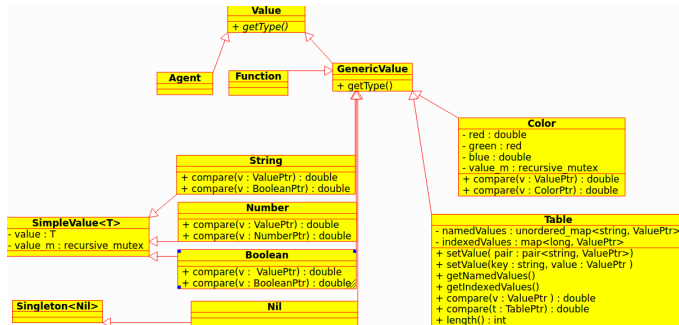 Value
+ getType()
Agent
Function
GenericValue
+ getType()
Color
- red : double
- green : red
- blue : double
- value_m : recursive_mutex
+ compare(v : ValuePtr) : double
+ compare(v : ColorPtr) : double
String
+ compare(v : ValuePtr) : double
+ compare(v : BooleanPtr) : double
SimpleValue<T>
- value : T
- value_m : recursive_mutex
Number
+ compare(v : ValuePtr) : double
+ compare(v : NumberPtr) : double
Boolean
+ compare(v : ValuePtr) : double
+ compare(v : BooleanPtr) : double
Table
- namedValues : unordered_map<string, ValuePtr>
- indexedValues : map<long, ValuePtr>
+ setValue( pair : pair<string, ValuePtr> )
+ setValue(key : string, value : ValuePtr )
+ getNamedValues()
+ getIndexedValues()
+ compare(v : ValuePtr ) : double
+ compare(t : TablePtr) : double
+ length() : int
Singleton<Nil>
Nil